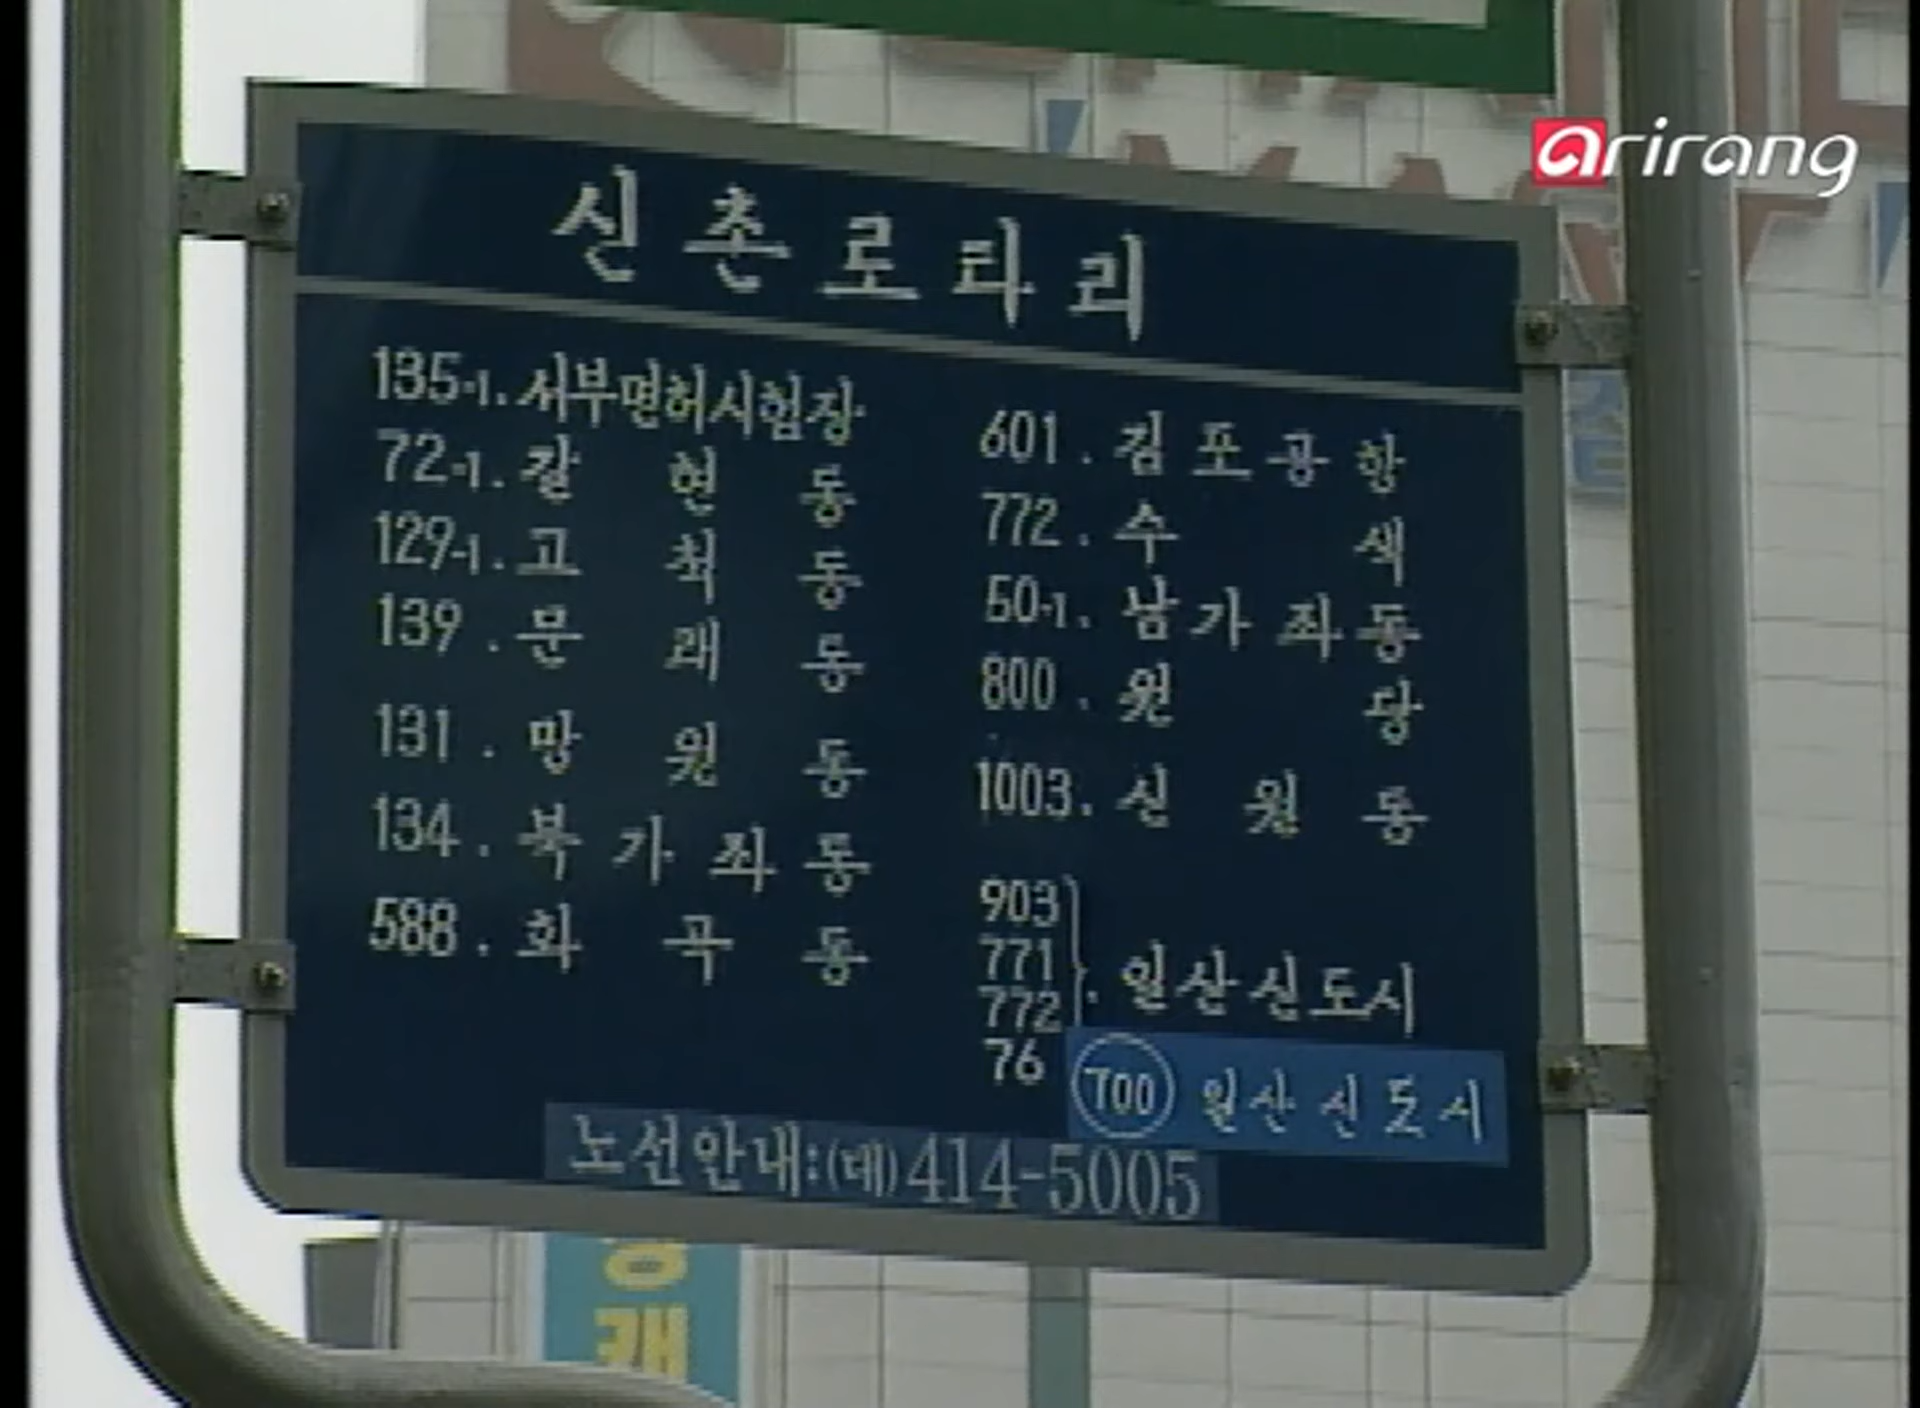 arirang
신촌로타리
135-1. 서부면허시험장
72-1. 갈현동
129-1. 고척동
139. 문래동
131. 망원동
134. 북가좌동
588. 화곡동
601. 김포공항
772. 수색
50-1. 남가좌동
800. 원당
1003. 신원동
903
771
772
76
일산신도시
700 일산신도시
노선안내:(대)414-5005